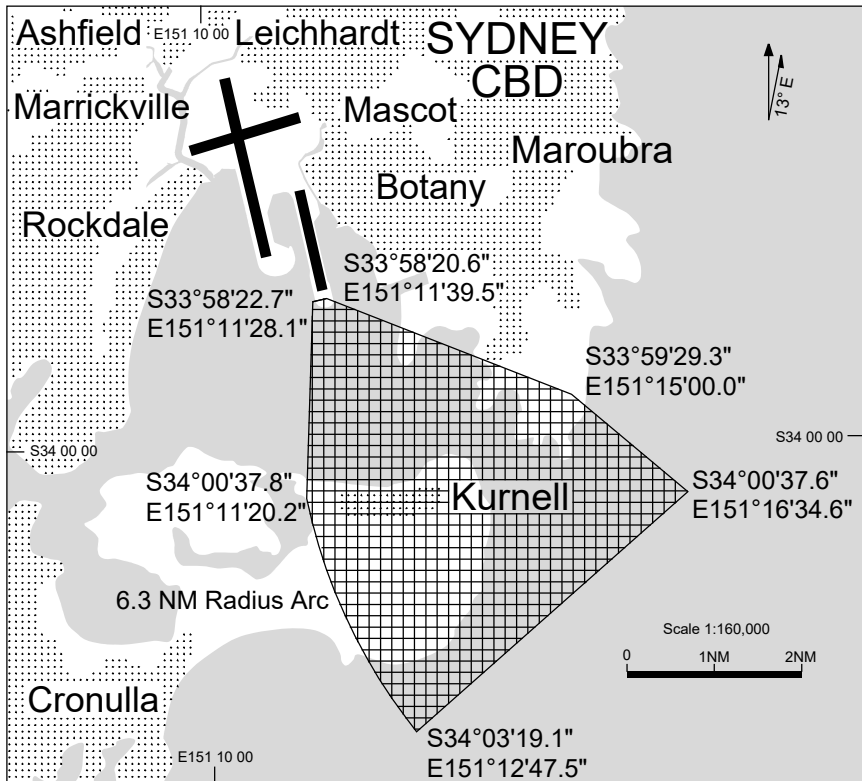 Ashfield
E151 10 00
Leichhardt
SYDNEY
CBD
13° E
Marrickville
Mascot
Maroubra
Botany
Rockdale
S33°58'20.6"
E151°11'39.5"
S33°58'22.7"
E151°11'28.1"
S33°59'29.3"
E151°15'00.0"
S34 00 00
S34 00 00
S34°00'37.8"
E151°11'20.2"
Kurnell
S34°00'37.6"
E151°16'34.6"
6.3 NM Radius Arc
Scale 1:160,000
0 1NM 2NM
Cronulla
S34°03'19.1"
E151°12'47.5"
E151 10 00